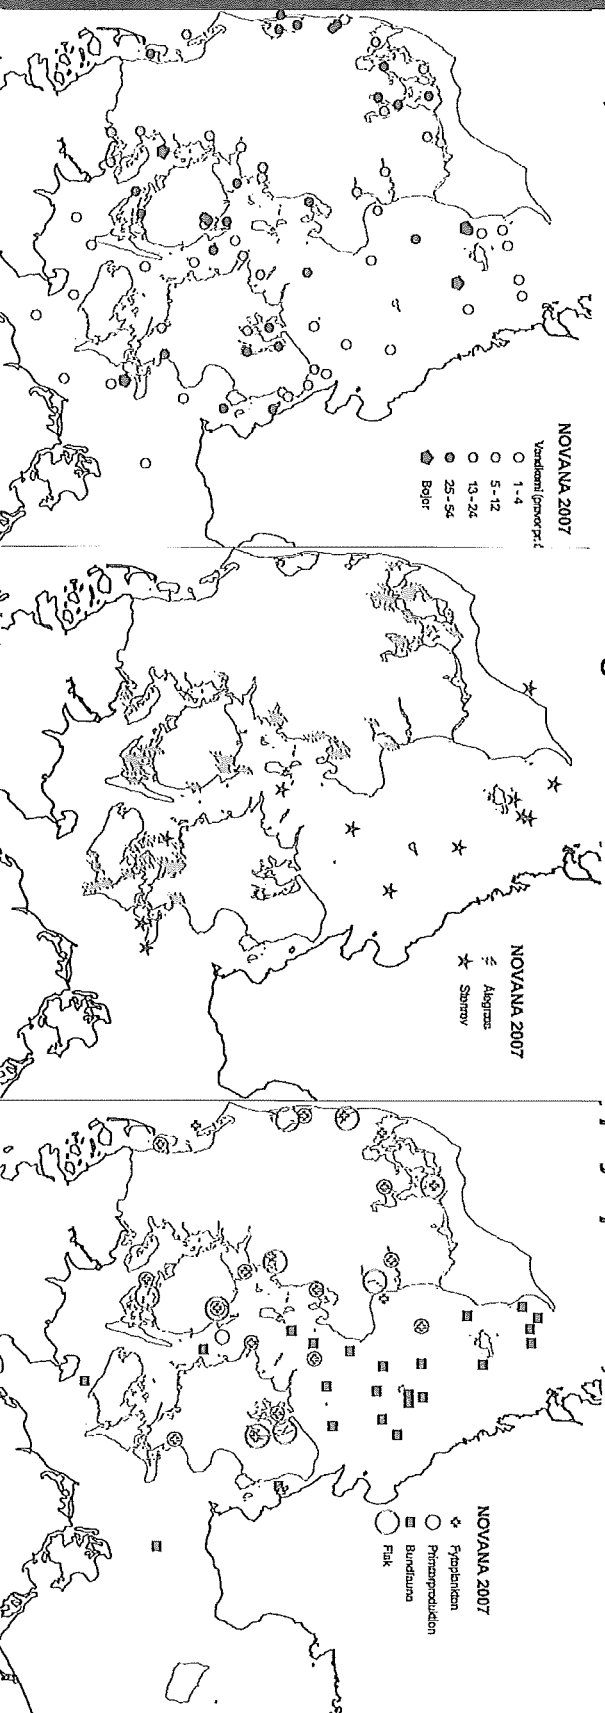 NOVANA 2007
Vandkemi (prøver pr. å
1 - 4
5 - 12
13 - 24
25 - 54
Bøjer
NOVANA 2007
Ålegræs
Stenrev
NOVANA 2007
Fytoplankton
Primærproduktion
Bundfauna
Fisk